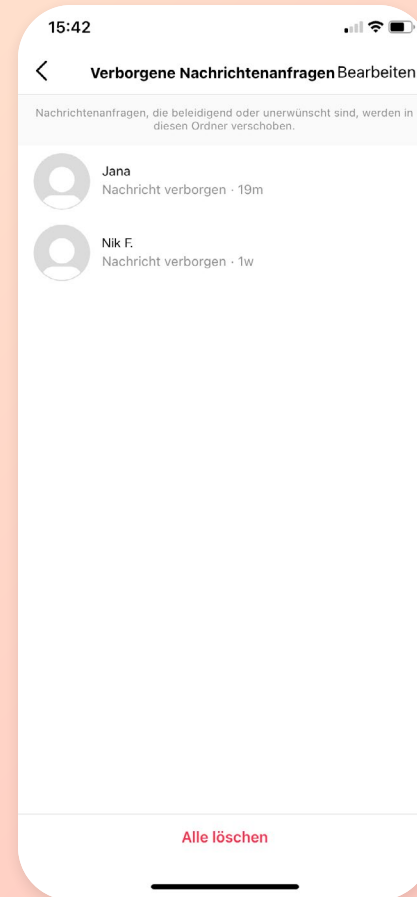 15:42
Verborgene Nachrichtenanfragen Bearbeiten
Nachrichtenanfragen, die beleidigend oder unerwünscht sind, werden in
diesen Ordner verschoben.
Jana
Nachricht verborgen · 19m
Nik F.
Nachricht verborgen · 1w
Alle löschen